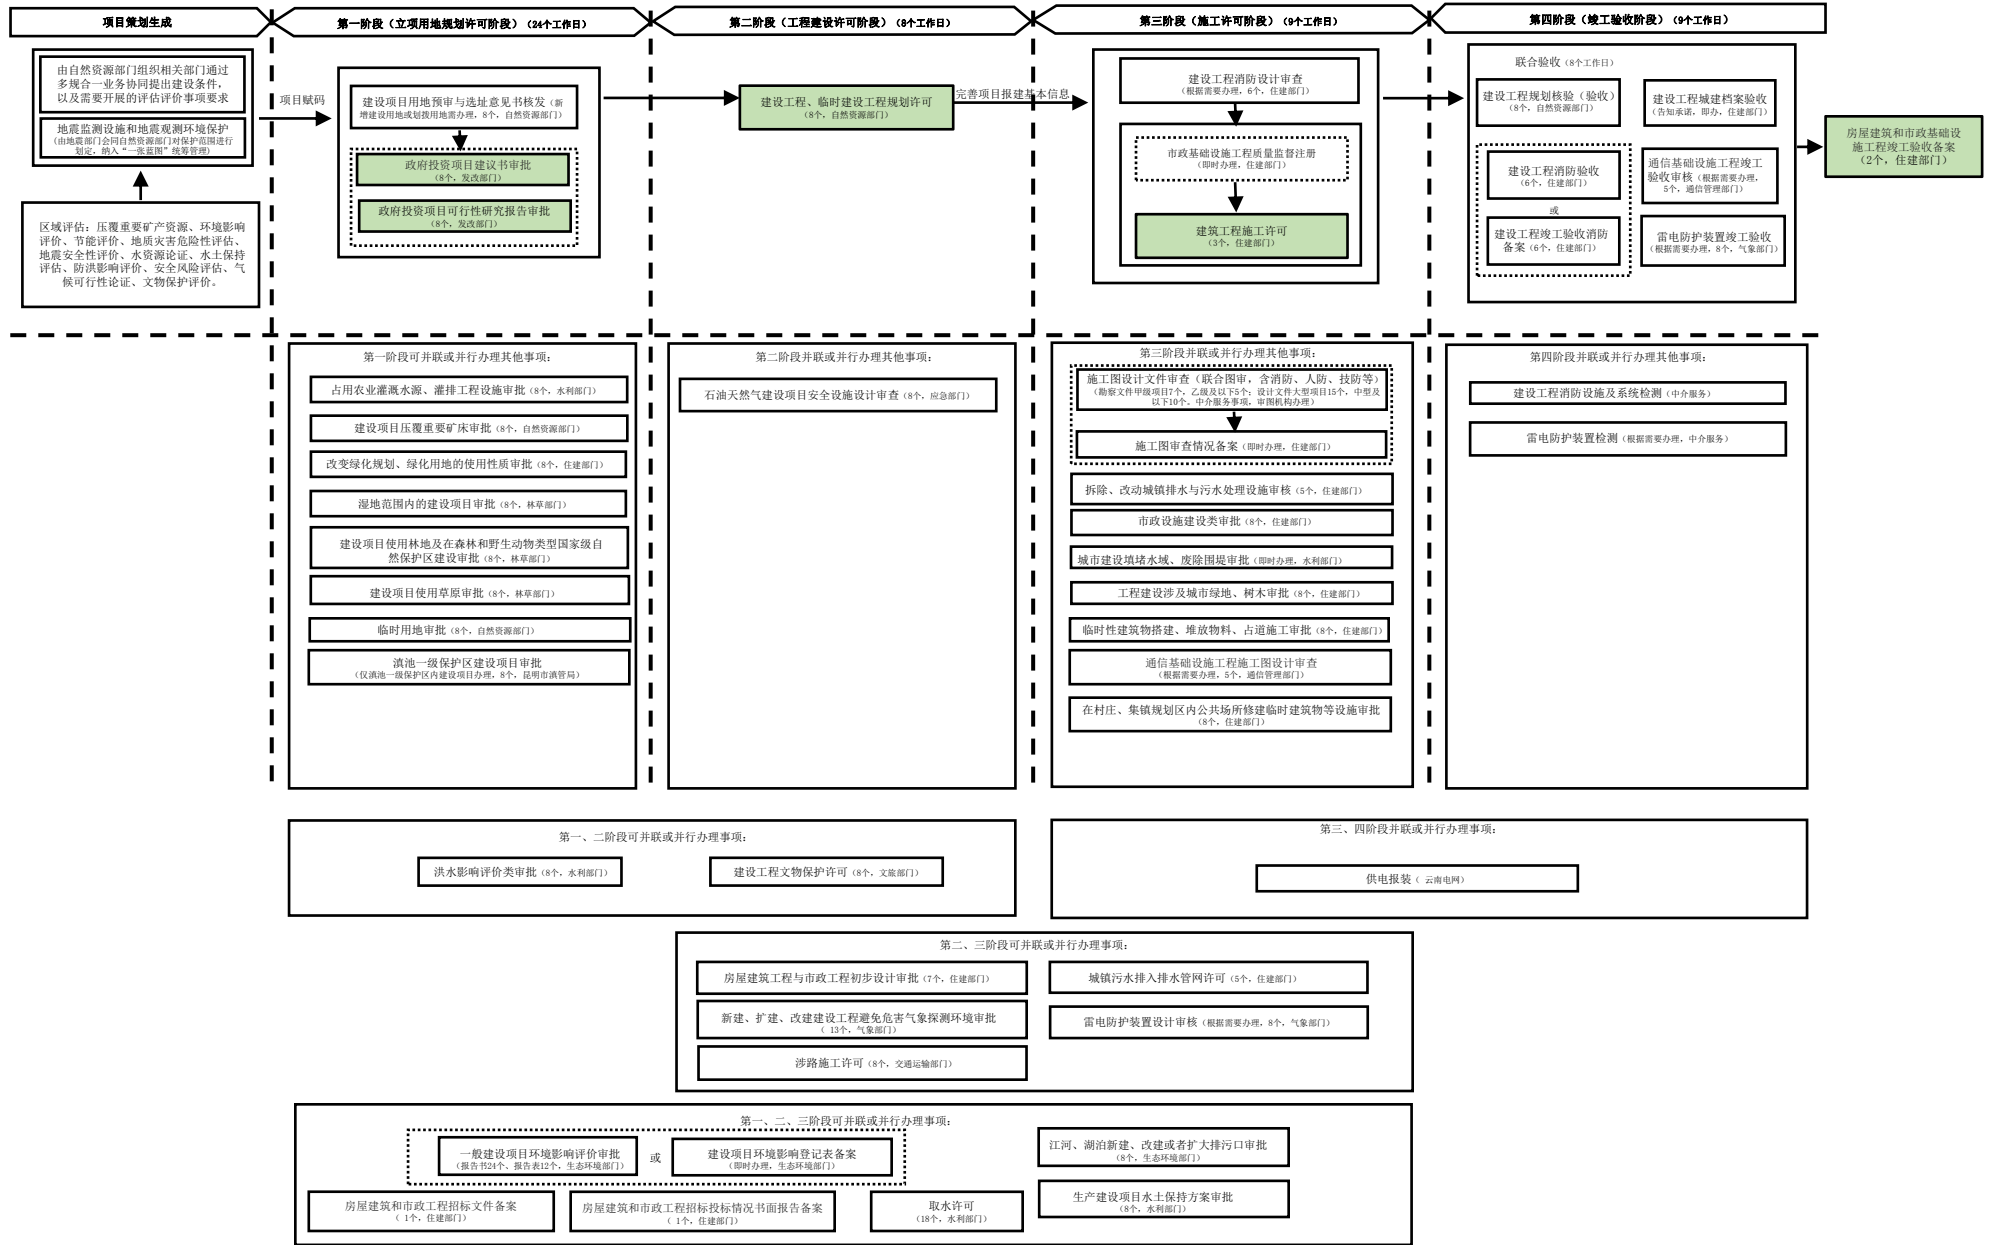 项目策划生成
第一阶段（立项用地规划许可阶段）（24个工作日）
第二阶段（工程建设许可阶段）（8个工作日）
第三阶段（施工许可阶段）（9个工作日）
第四阶段（竣工验收阶段）（9个工作日）
由自然资源部门组织相关部门通过
多规合一业务协同提出建设条件，
以及需要开展的评估评价事项要求
地震监测设施和地震观测环境保护
（由地震部门会同自然资源部门对保护范围进行
划定，纳入“一张蓝图”统筹管理）
区域评估：压覆重要矿产资源、环境影响
评价、节能评价、地质灾害危险性评估、
地震安全性评价、水资源论证、水土保持
评估、防洪影响评价、安全风险评估、气
候可行性论证、文物保护评价。
项目赋码
建设项目用地预审与选址意见书核发（新
增建设用地或划拨用地需办理，8个，自然资源部门）
政府投资项目建议书审批
（8个，发改部门）
政府投资项目可行性研究报告审批
（8个，发改部门）
建设工程、临时建设工程规划许可
（8个，自然资源部门）
完善项目报建基本信息
建设工程消防设计审查
（根据需要办理，6个，住建部门）
市政基础设施工程质量监督注册
（即时办理，住建部门）
建筑工程施工许可
（3个，住建部门）
联合验收（8个工作日）
建设工程规划核验（验收）
（8个，自然资源部门）
建设工程城建档案验收
（告知承诺，即办，住建部门）
建设工程消防验收
（6个，住建部门）
或
建设工程竣工验收消防
备案（6个，住建部门）
通信基础设施工程竣工
验收审核（根据需要办理，
5个，通信管理部门）
雷电防护装置竣工验收
（根据需要办理，8个，气象部门）
房屋建筑和市政基础设
施工程竣工验收备案
（2个，住建部门）
第一阶段可并联或并行办理其他事项：
占用农业灌溉水源、灌排工程设施审批（8个，水利部门）
建设项目压覆重要矿床审批（8个，自然资源部门）
改变绿化规划、绿化用地的使用性质审批（8个，住建部门）
湿地范围内的建设项目审批（8个，林草部门）
建设项目使用林地及在森林和野生动物类型国家级自
然保护区建设审批（8个，林草部门）
建设项目使用草原审批（8个，林草部门）
临时用地审批（8个，自然资源部门）
滇池一级保护区建设项目审批
（仅滇池一级保护区内建设项目办理，8个，昆明市滇管局）
第二阶段并联或并行办理其他事项：
石油天然气建设项目安全设施设计审查（8个，应急部门）
第三阶段并联或并行办理其他事项：
施工图设计文件审查（联合图审，含消防、人防、技防等）
（勘察文件甲级项目7个，乙级及以下5个；设计文件大型项目15个，中型及
以下10个。中介服务事项，审图机构办理）
施工图审查情况备案（即时办理，住建部门）
拆除、改动城镇排水与污水处理设施审核（5个，住建部门）
市政设施建设类审批（8个，住建部门）
城市建设填堵水域、废除围堤审批（即时办理，水利部门）
工程建设涉及城市绿地、树木审批（8个，住建部门）
临时性建筑物搭建、堆放物料、占道施工审批（8个，住建部门）
通信基础设施工程施工图设计审查
（根据需要办理，5个，通信管理部门）
在村庄、集镇规划区内公共场所修建临时建筑物等设施审批
（8个，住建部门）
第四阶段并联或并行办理其他事项：
建设工程消防设施及系统检测（中介服务）
雷电防护装置检测（根据需要办理，中介服务）
第一、二阶段可并联或并行办理事项：
洪水影响评价类审批（8个，水利部门）
建设工程文物保护许可（8个，文旅部门）
第三、四阶段并联或并行办理事项：
供电报装（ 云南电网）
第二、三阶段可并联或并行办理事项：
房屋建筑工程与市政工程初步设计审批（7个，住建部门）
城镇污水排入排水管网许可（5个，住建部门）
新建、扩建、改建建设工程避免危害气象探测环境审批
（ 13个，气象部门）
雷电防护装置设计审核（根据需要办理，8个，气象部门）
涉路施工许可（8个，交通运输部门）
第一、二、三阶段可并联或并行办理事项：
一般建设项目环境影响评价审批
（报告书24个、报告表12个，生态环境部门）
或
建设项目环境影响登记表备案
（即时办理，生态环境部门）
江河、湖泊新建、改建或者扩大排污口审批
（8个，生态环境部门）
房屋建筑和市政工程招标文件备案
（ 1个，住建部门）
房屋建筑和市政工程招标投标情况书面报告备案
（ 1个，住建部门）
取水许可
（18个，水利部门）
生产建设项目水土保持方案审批
（8个，水利部门）